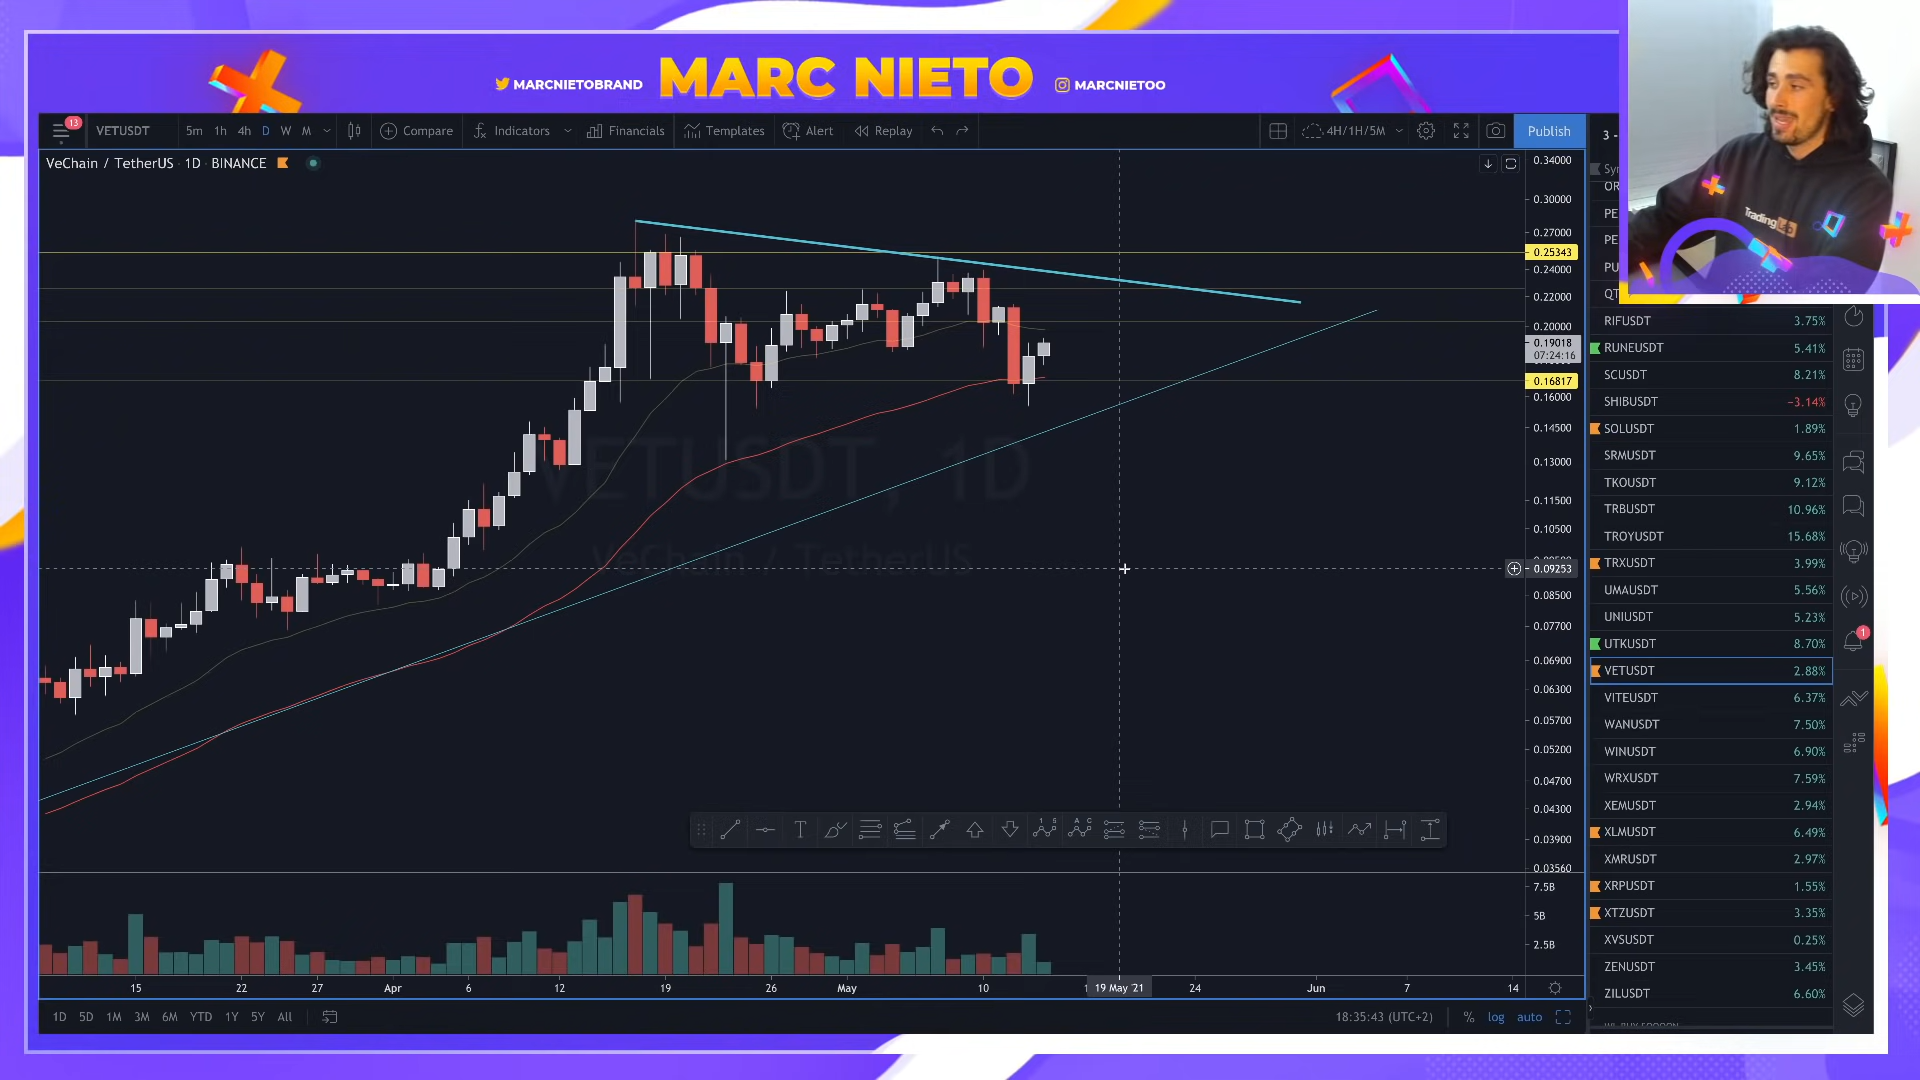 MARCNIETOBRAND MARC NIETO MARCNIETOO
13
VETUSDT 5m 1h 4h D W M Compare Indicators Financials Templates Alert Replay 4H/1H/5M Publish
VeChain / TetherUS · 1D · BINANCE
VETUSDT, 1D
VeChain / TetherUS
0.34000
0.30000
0.27000
0.25343
0.24000
0.22000
0.20000
0.19018
07:24:16
0.16817
0.16000
0.14500
0.13000
0.11500
0.10500
0.09253
0.08500
0.07700
0.06900
0.06300
0.05700
0.05200
0.04700
0.04300
0.03900
0.03560
7.5B
5B
2.5B
15 22 27 Apr 6 12 19 26 May 10 19 May '21 24 Jun 7 14
1D 5D 1M 3M 6M YTD 1Y 5Y All 18:35:43 (UTC+2) % log auto
3 -
OR
PE
PE
PU
QT
RIFUSDT 3.75%
RUNEUSDT 5.41%
SCUSDT 8.21%
SHIBUSDT −3.14%
SOLUSDT 1.89%
SRMUSDT 9.65%
TKOUSDT 9.12%
TRBUSDT 10.96%
TROYUSDT 15.68%
TRXUSDT 3.99%
UMAUSDT 5.56%
UNIUSDT 5.23%
UTKUSDT 8.70%
VETUSDT 2.88%
VITEUSDT 6.37%
WANUSDT 7.50%
WINUSDT 6.90%
WRXUSDT 7.59%
XEMUSDT 2.94%
XLMUSDT 6.49%
XMRUSDT 2.97%
XRPUSDT 1.55%
XTZUSDT 3.35%
XVSUSDT 0.25%
ZENUSDT 3.45%
ZILUSDT 6.60%
1